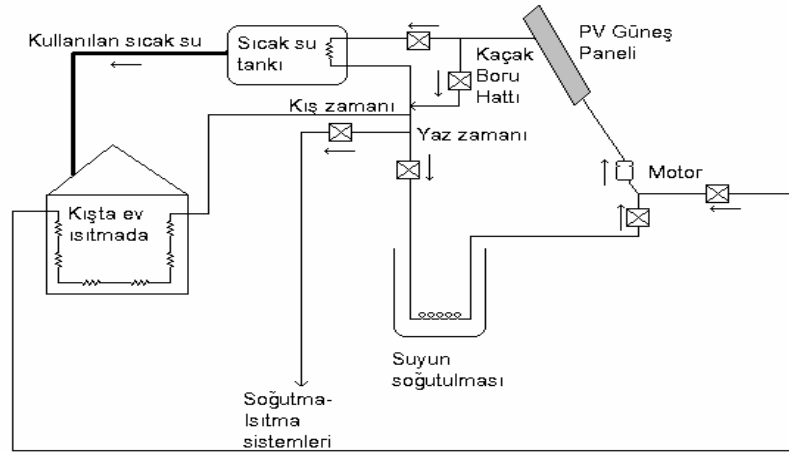 Kullanılan sıcak su
Sıcak su
tankı
Kaçak
Boru
Hattı
PV Güneş
Paneli
Kış zamanı
Yaz zamanı
Motor
Kışta ev
ısıtmada
Suyun
soğutulması
Soğutma-
Isıtma
sistemleri